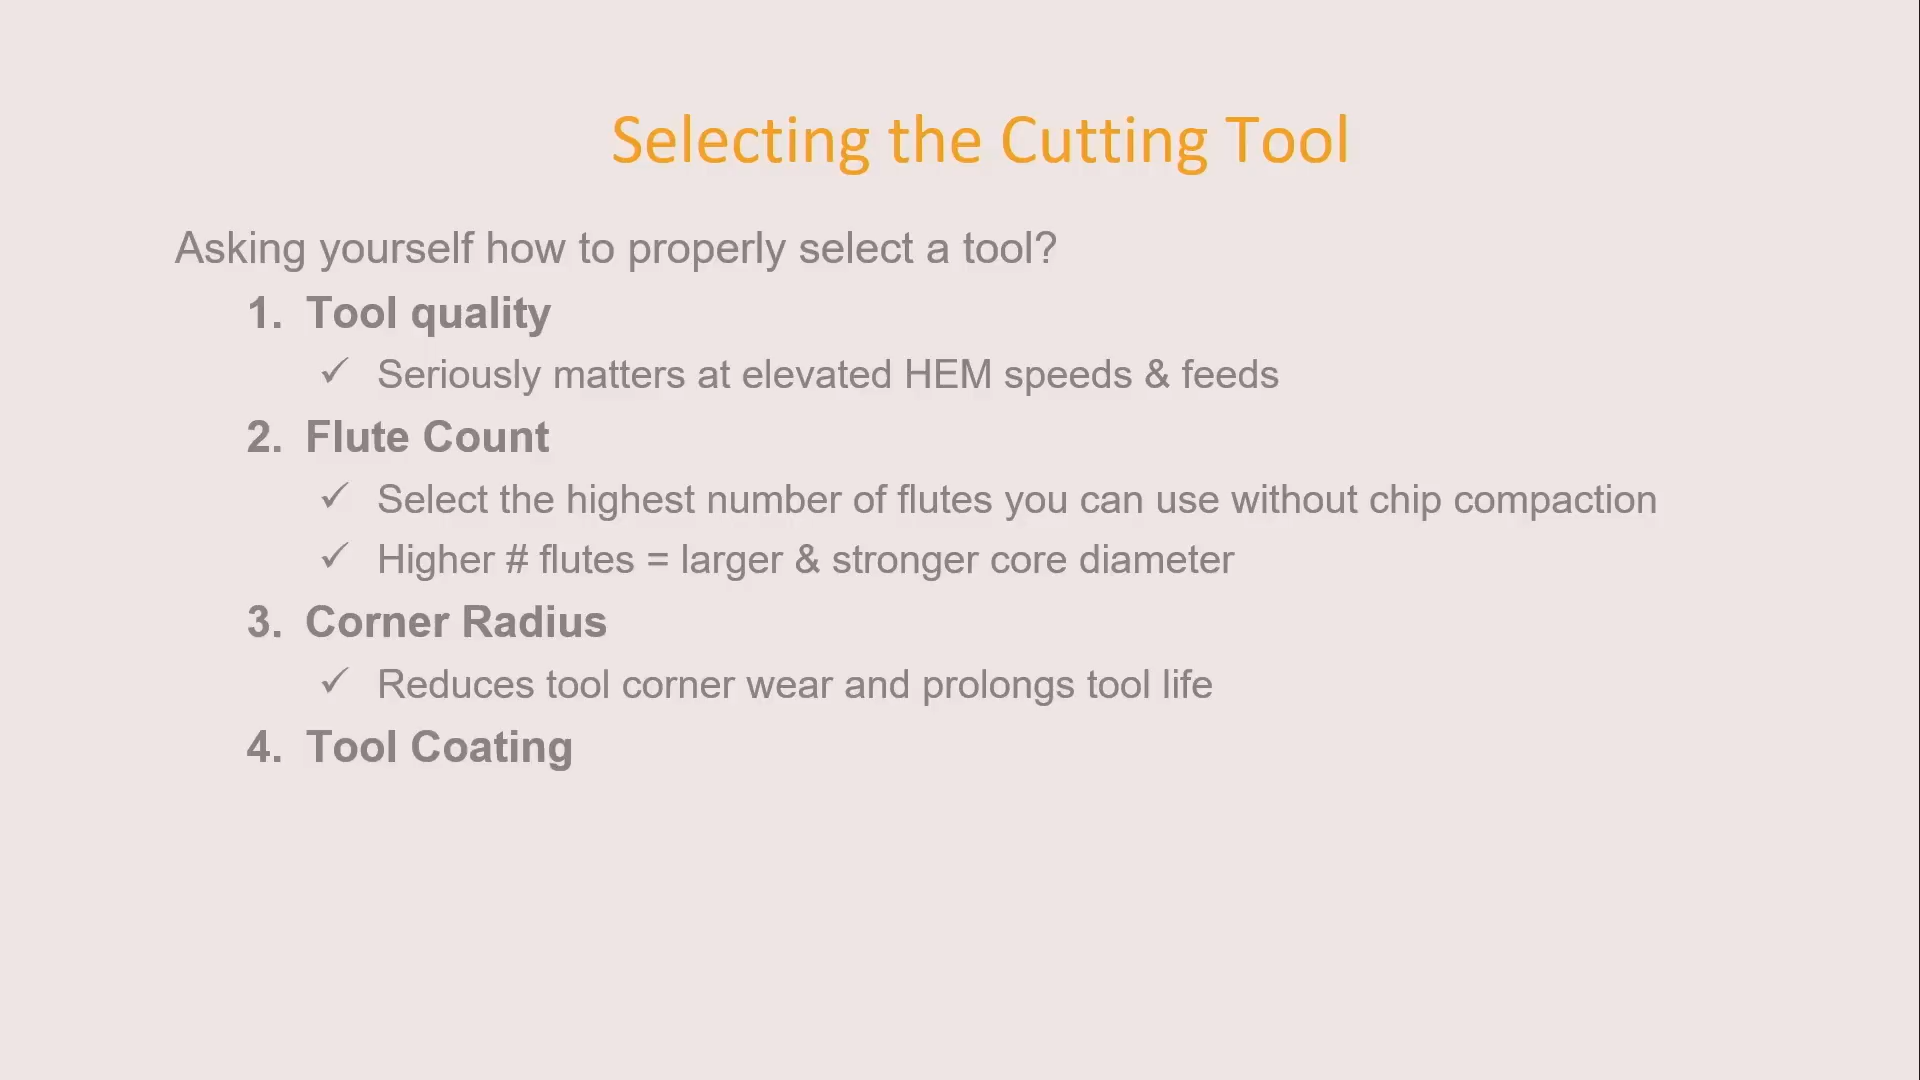 Selecting the Cutting Tool
Asking yourself how to properly select a tool?
1. Tool quality
✓ Seriously matters at elevated HEM speeds & feeds
2. Flute Count
✓ Select the highest number of flutes you can use without chip compaction
✓ Higher # flutes = larger & stronger core diameter
3. Corner Radius
✓ Reduces tool corner wear and prolongs tool life
4. Tool Coating